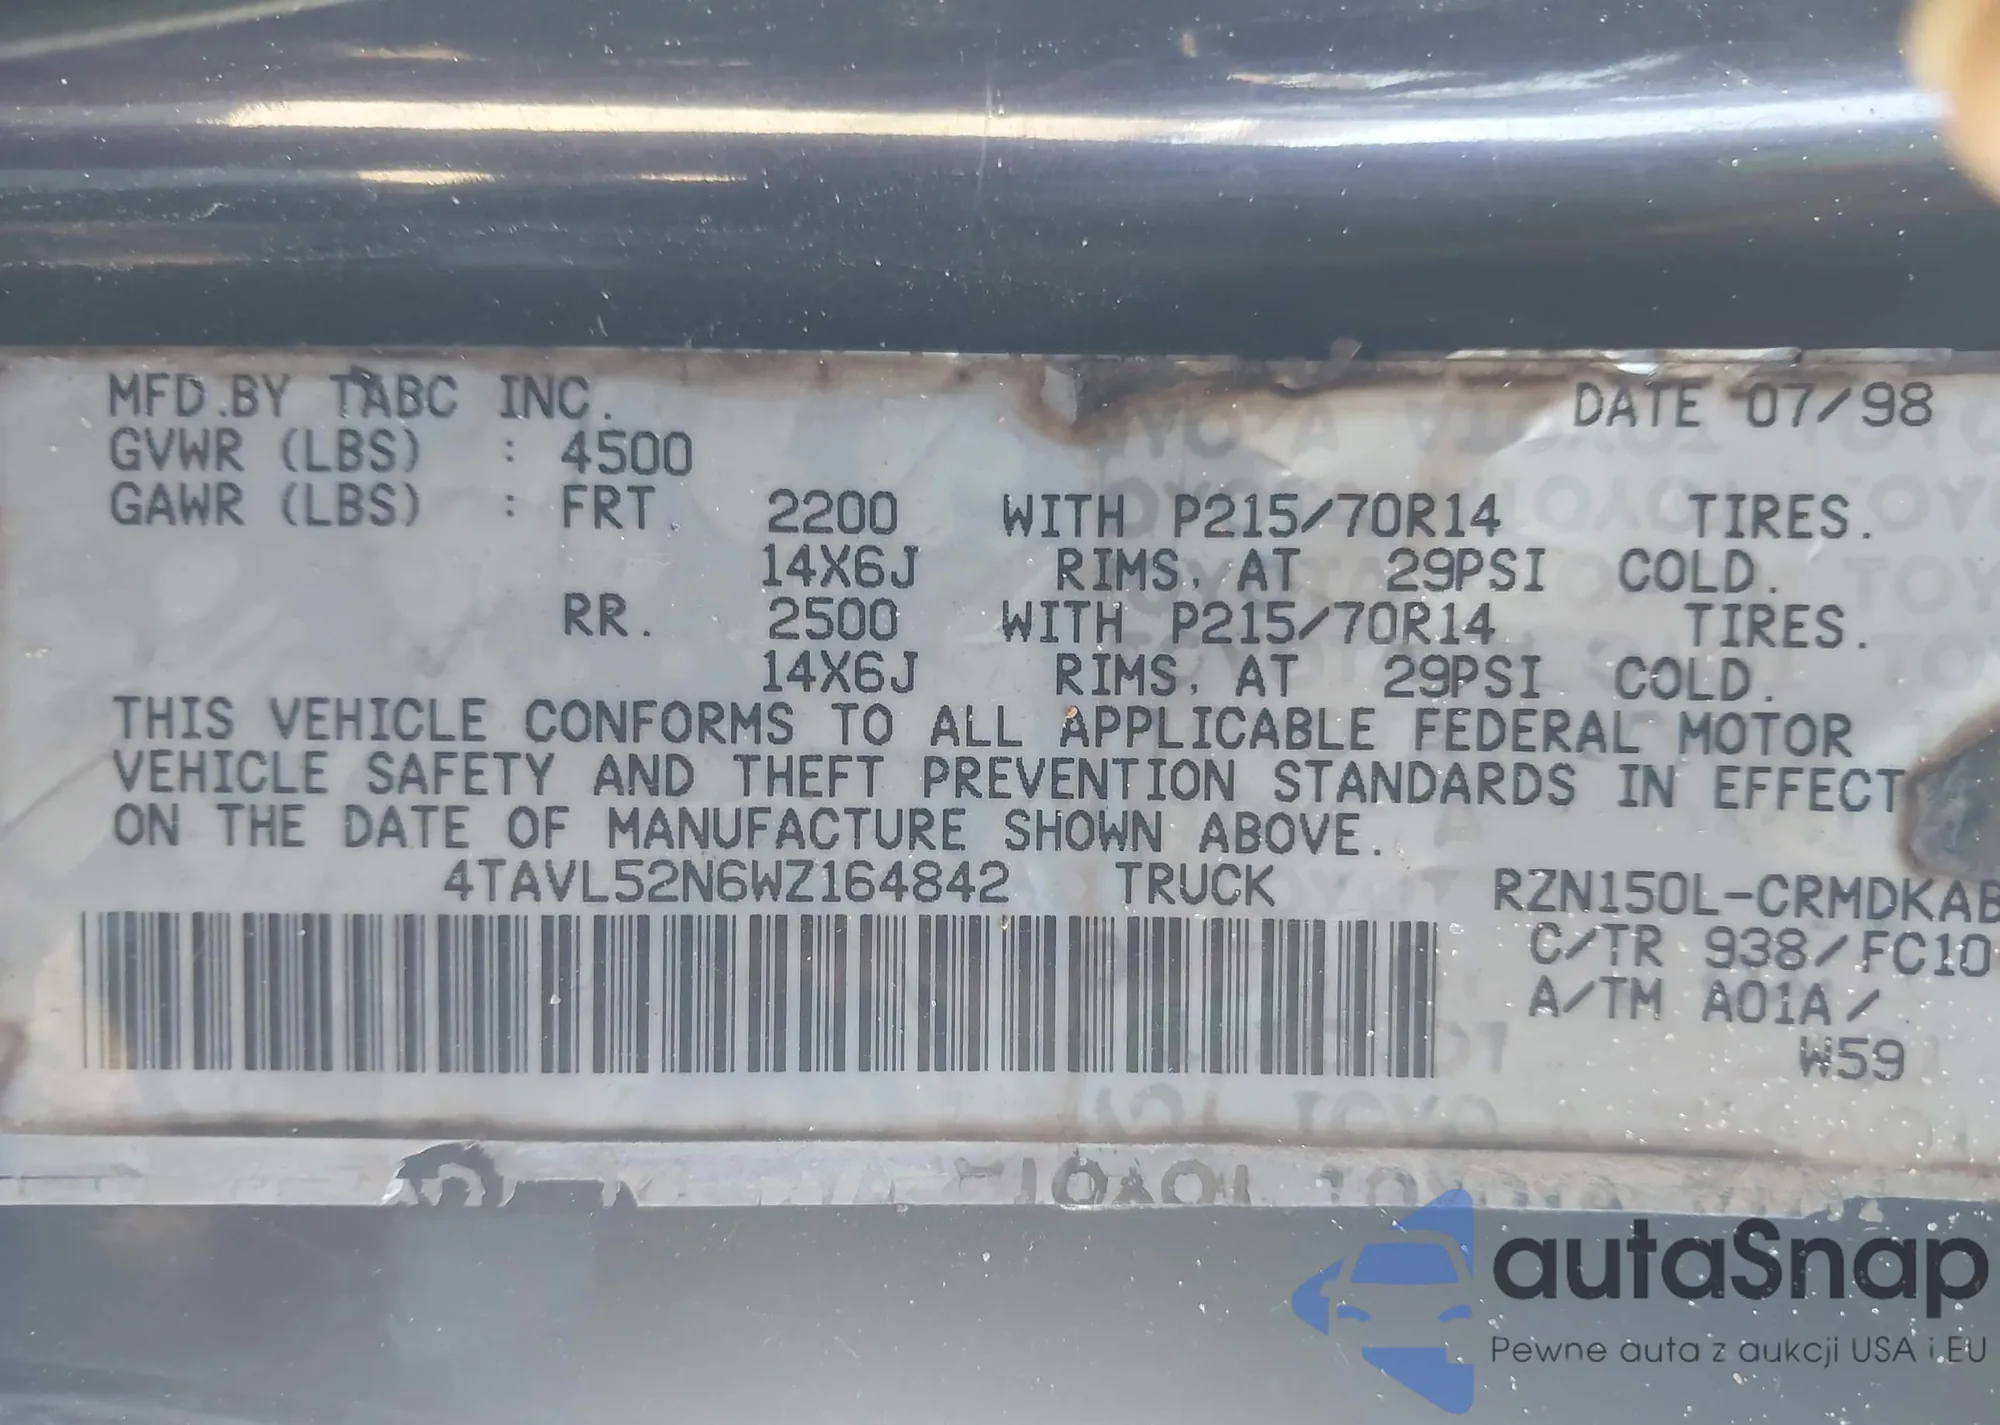 MFD.BY TABC INC. DATE 07/98
GVWR (LBS) : 4500
GAWR (LBS) : FRT. 2200 WITH P215/70R14 TIRES.
14X6J RIMS, AT 29PSI COLD.
RR. 2500 WITH P215/70R14 TIRES.
14X6J RIMS, AT 29PSI COLD.
THIS VEHICLE CONFORMS TO ALL APPLICABLE FEDERAL MOTOR
VEHICLE SAFETY AND THEFT PREVENTION STANDARDS IN EFFECT
ON THE DATE OF MANUFACTURE SHOWN ABOVE.
4TAVL52N6WZ164842 TRUCK RZN150L-CRMDKAB
C/TR 938/FC10
A/TM A01A/
W59
autaSnap
Pewne auta z aukcji USA i EU